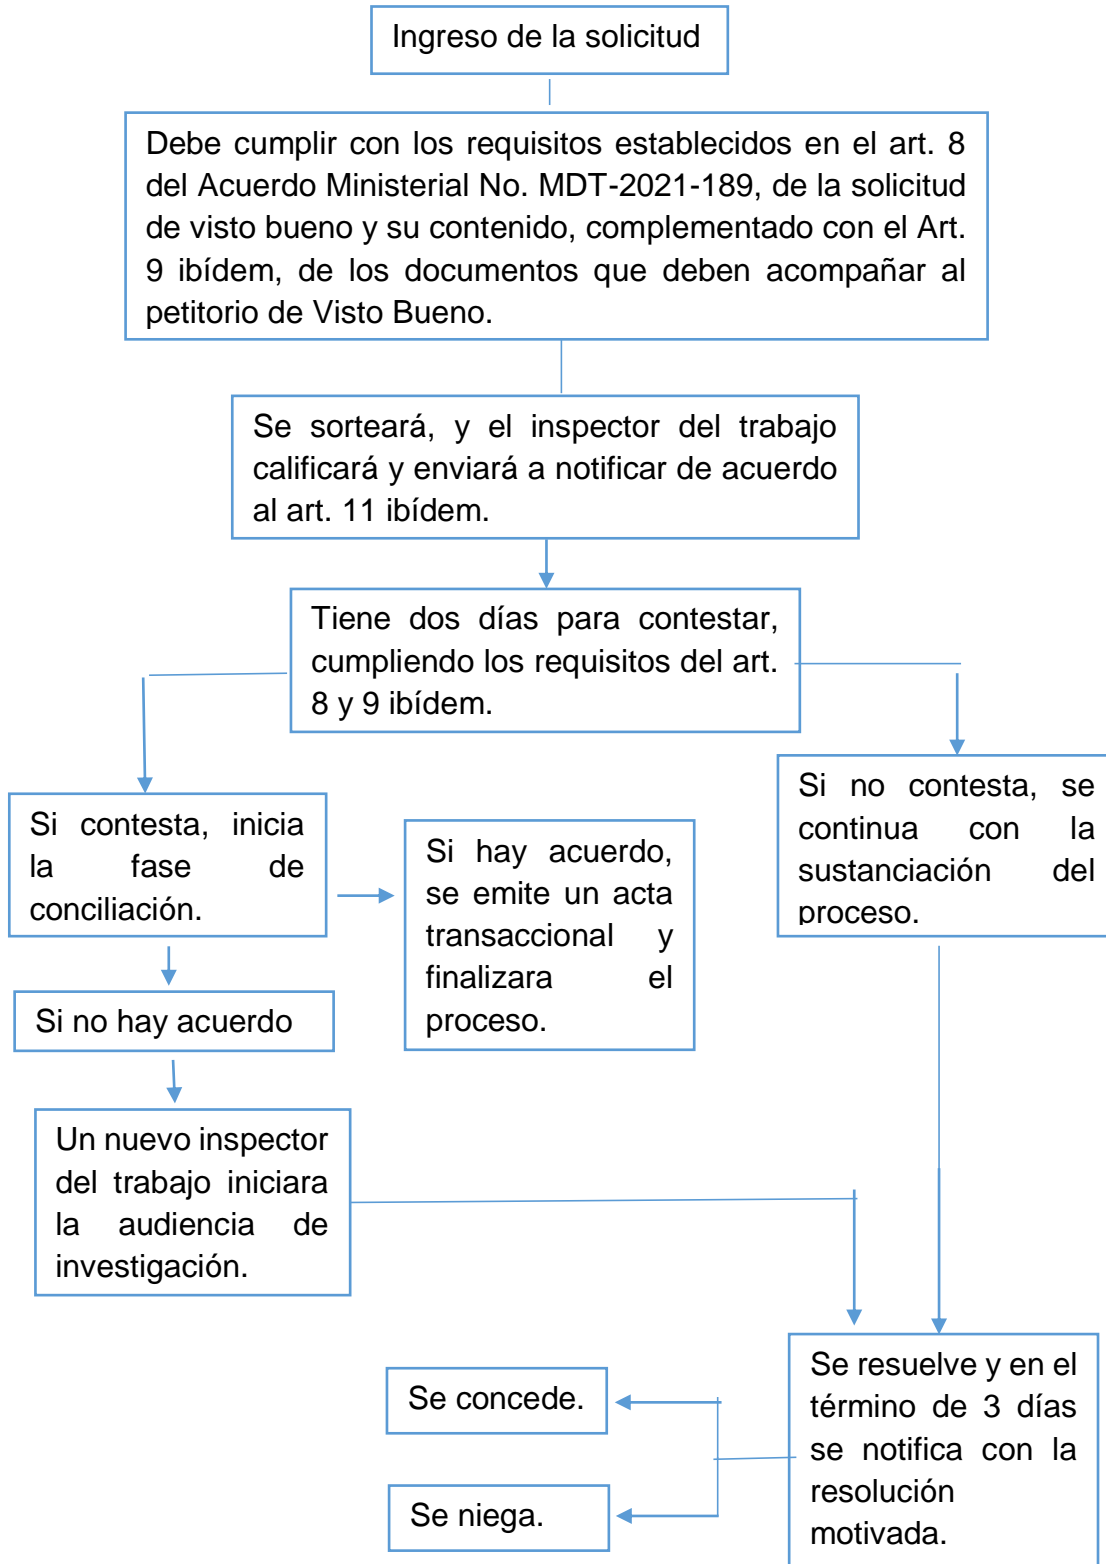 Ingreso de la solicitud
Debe cumplir con los requisitos establecidos en el art. 8
del Acuerdo Ministerial No. MDT-2021-189, de la solicitud
de visto bueno y su contenido, complementado con el Art.
9 ibídem, de los documentos que deben acompañar al
petitorio de Visto Bueno.
Se sorteará, y el inspector del trabajo
calificará y enviará a notificar de acuerdo
al art. 11 ibídem.
Tiene dos días para contestar,
cumpliendo los requisitos del art.
8 y 9 ibídem.
Si contesta, inicia
la fase de
conciliación.
Si hay acuerdo,
se emite un acta
transaccional y
finalizara el
proceso.
Si no contesta, se
continua con la
sustanciación del
proceso.
Si no hay acuerdo
Un nuevo inspector
del trabajo iniciara
la audiencia de
investigación.
Se resuelve y en el
término de 3 días
se notifica con la
resolución
motivada.
Se concede.
Se niega.